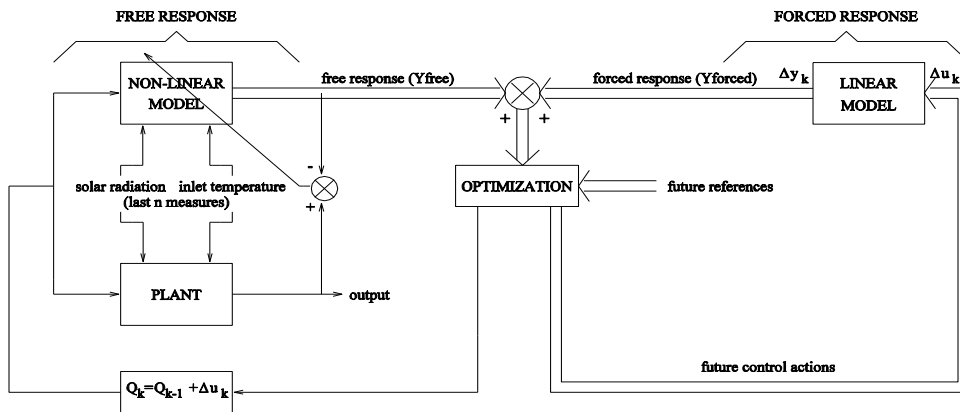 FREE RESPONSE
FORCED RESPONSE
NON-LINEAR
MODEL
free response (Yfree)
forced response (Yforced)
Δy k
LINEAR
MODEL
Δu k
+ +
-
solar radiation inlet temperature
(last n measures)
+
OPTIMIZATION
future references
PLANT
output
future control actions
Q k=Q k-1 +Δu k